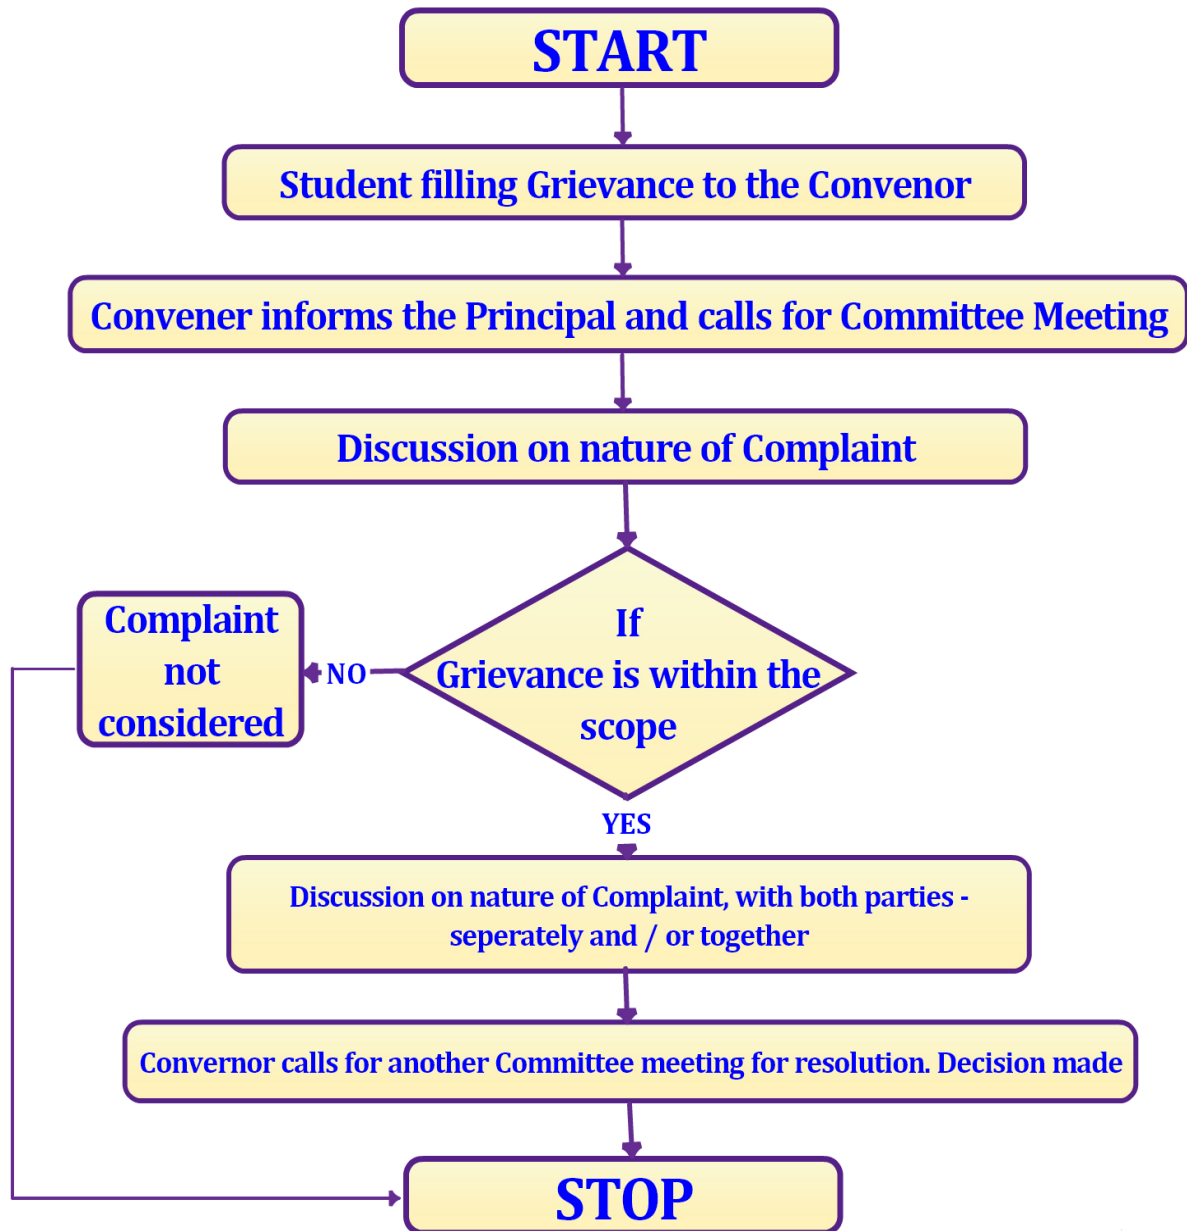 START
Student filling Grievance to the Convenor
Convener informs the Principal and calls for Committee Meeting
Discussion on nature of Complaint
If
Grievance is within the
scope
NO
Complaint
not
considered
YES
Discussion on nature of Complaint, with both parties -
seperately and / or together
Convernor calls for another Committee meeting for resolution. Decision made
STOP